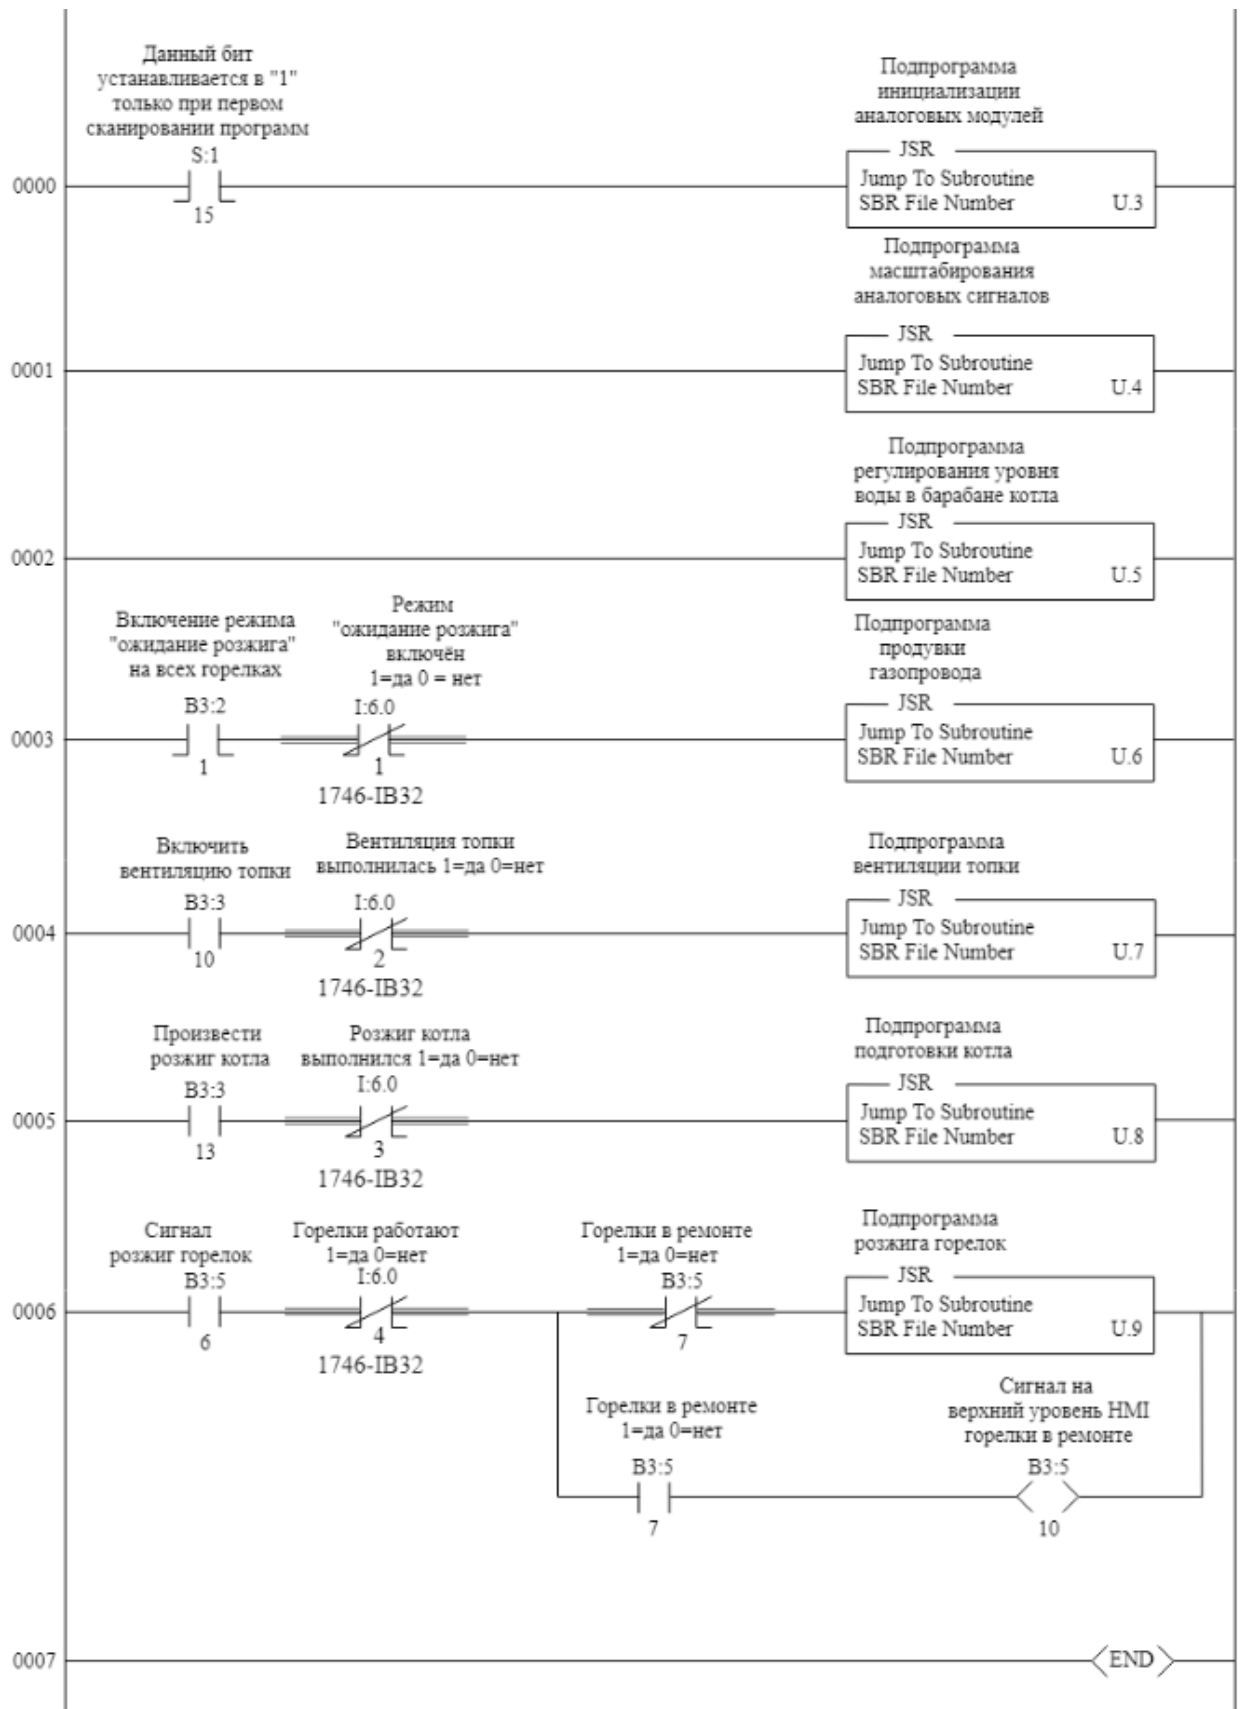 Данный бит
устанавливается в "1"
только при первом
сканировании программ
S:1
15
0000
Подпрограмма
инициализации
аналоговых модулей
JSR
Jump To Subroutine
SBR File Number U.3
Подпрограмма
масштабирования
аналоговых сигналов
0001
JSR
Jump To Subroutine
SBR File Number U.4
Подпрограмма
регулирования уровня
воды в барабане котла
0002
JSR
Jump To Subroutine
SBR File Number U.5
Включение режима
"ожидание розжига"
на всех горелках
B3:2
1
Режим
"ожидание розжига"
включён
1=да 0 = нет
I:6.0
1
1746-IB32
0003
Подпрограмма
продувки
газопровода
JSR
Jump To Subroutine
SBR File Number U.6
Включить
вентиляцию топки
B3:3
10
Вентиляция топки
выполнилась 1=да 0=нет
I:6.0
2
1746-IB32
0004
Подпрограмма
вентиляции топки
JSR
Jump To Subroutine
SBR File Number U.7
Произвести
розжиг котла
B3:3
13
Розжиг котла
выполнился 1=да 0=нет
I:6.0
3
1746-IB32
0005
Подпрограмма
подготовки котла
JSR
Jump To Subroutine
SBR File Number U.8
Сигнал
розжиг горелок
B3:5
6
Горелки работают
1=да 0=нет
I:6.0
4
1746-IB32
0006
Горелки в ремонте
1=да 0=нет
B3:5
7
Подпрограмма
розжига горелок
JSR
Jump To Subroutine
SBR File Number U.9
Горелки в ремонте
1=да 0=нет
B3:5
7
Сигнал на
верхний уровень HMI
горелки в ремонте
B3:5
10
0007
END